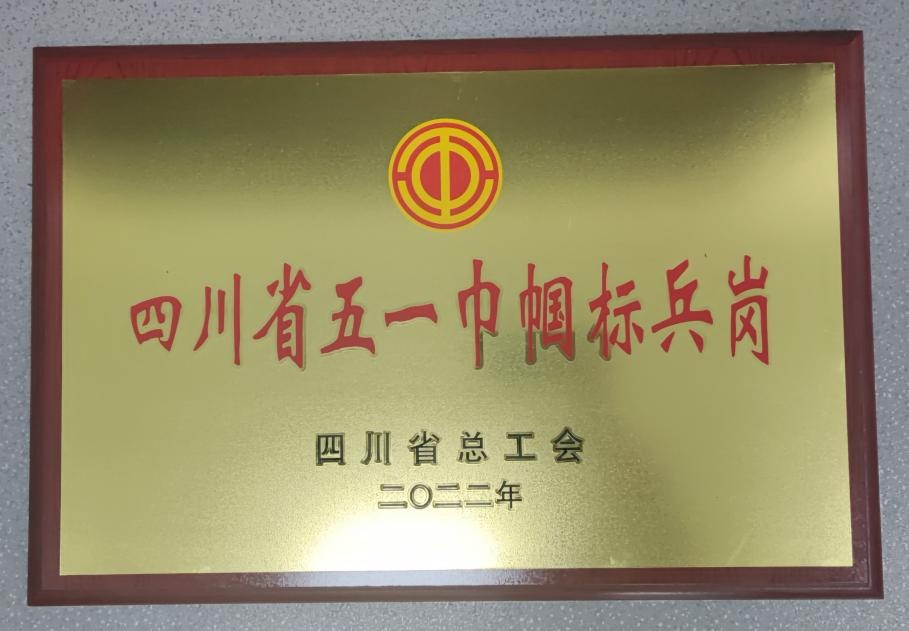 四川省五一巾帼标兵岗
四川省总工会
二〇二二年